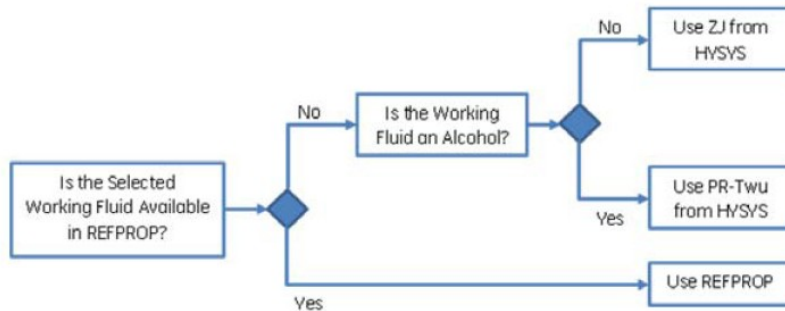 No
Use ZJ from
HYSYS
No
Is the Working
Fluid an Alcohol?
Is the Selected
Working Fluid Available
in REFPROP?
Yes
Use PR-Twu
from HYSYS
Yes
Use REFPROP